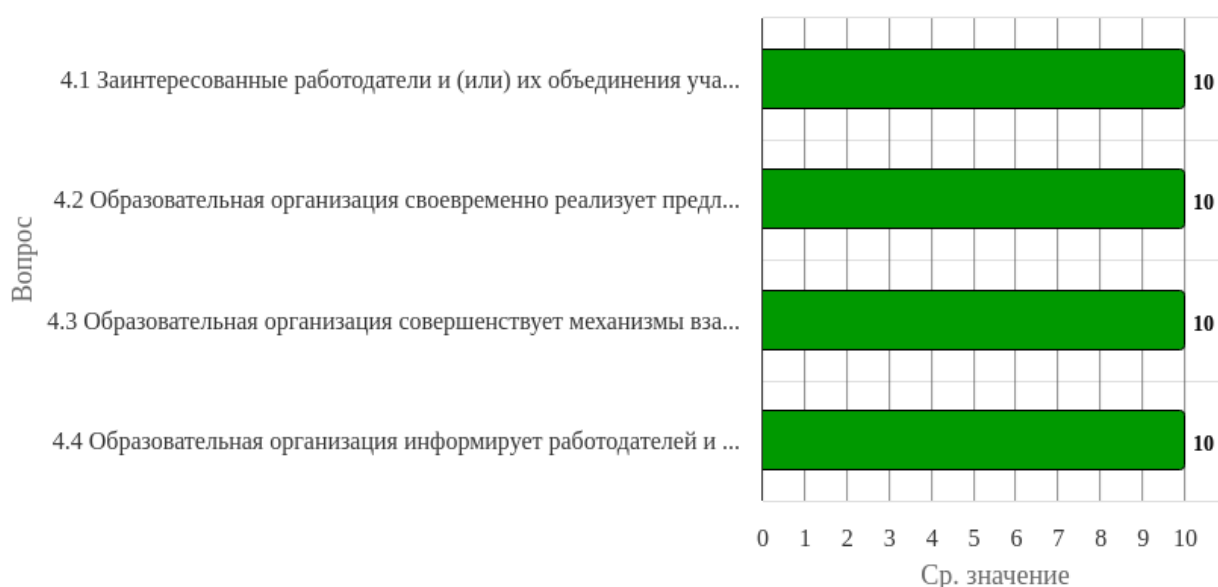 4.1 Заинтересованные работодатели и (или) их объединения уча...
10
4.2 Образовательная организация своевременно реализует предл...
10
4.3 Образовательная организация совершенствует механизмы вза...
10
4.4 Образовательная организация информирует работодателей и ...
10
Вопрос
0 1 2 3 4 5 6 7 8 9 10
Ср. значение